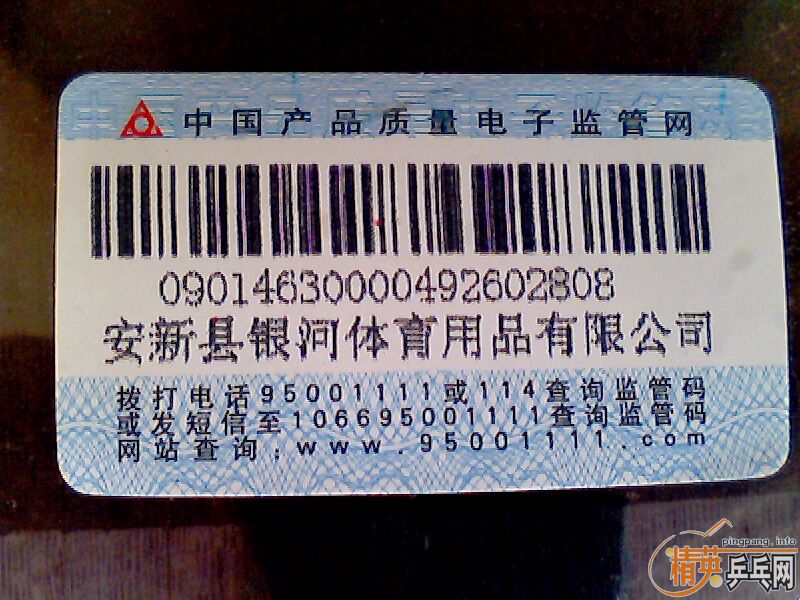 中国产品质量电子监管网
09014630000492602808
安新县银河体育用品有限公司
拨打电话95001111或114查询监管码
或发短信至106695001111查询监管码
网站查询:www.95001111.com
pingpang.info
精英乒乓网